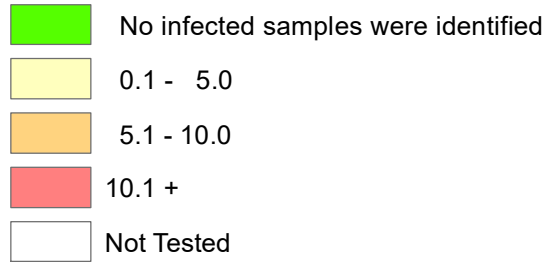 No infected samples were identified
0.1 - 5.0
5.1 - 10.0
10.1 +
Not Tested